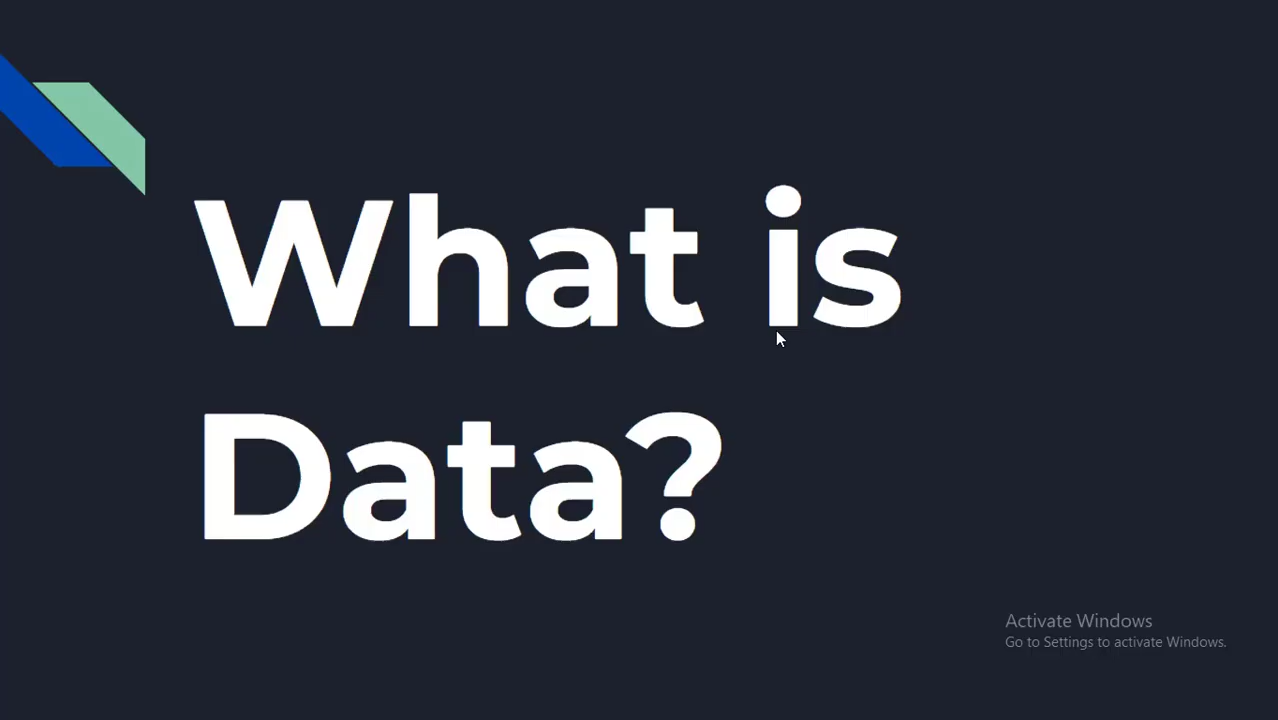 What is
Data?
Activate Windows
Go to Settings to activate Windows.